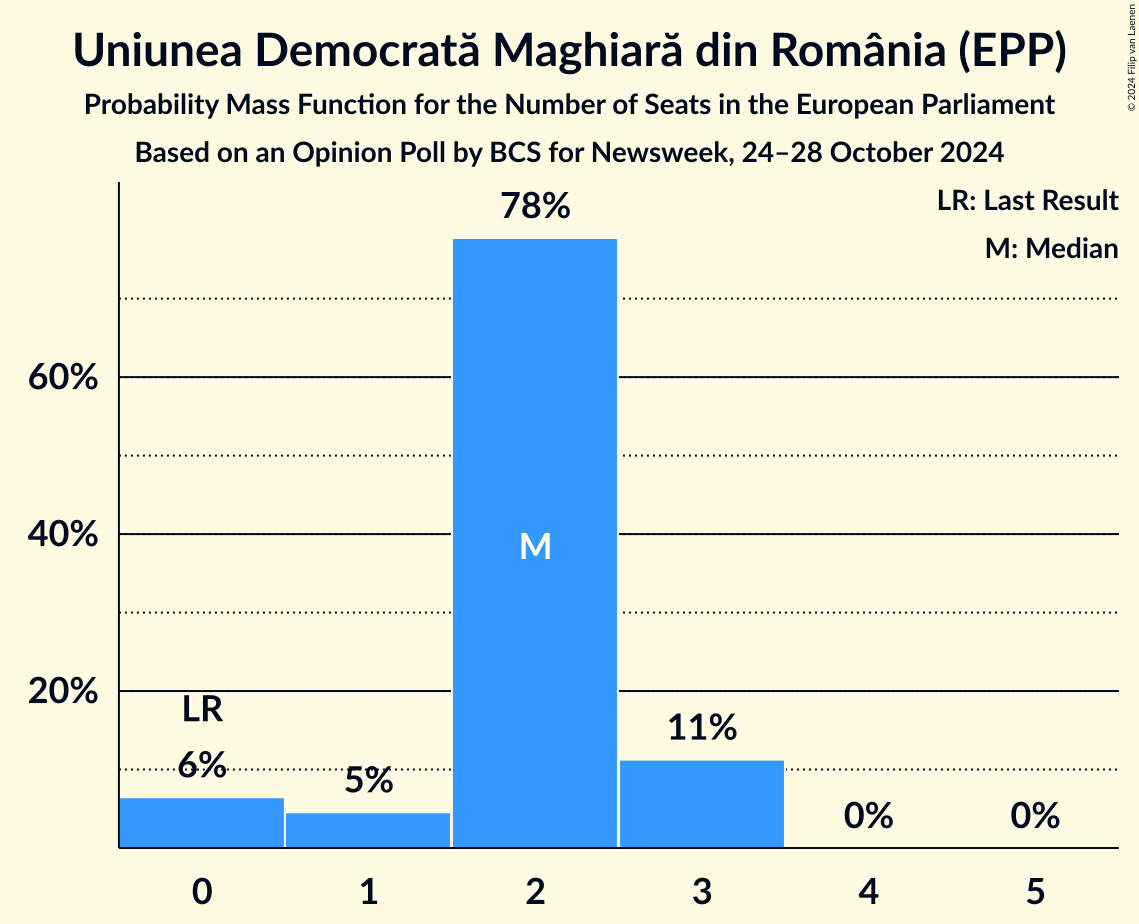 Uniunea Democrată Maghiară din România (EPP)
Probability Mass Function for the Number of Seats in the European Parliament
Based on an Opinion Poll by BCS for Newsweek, 24–28 October 2024
© 2024 Filip van Laenen
LR: Last Result
M: Median
78%
60%
40%
M
20%
LR
11%
6%
5%
0%
0%
0
1
2
3
4
5